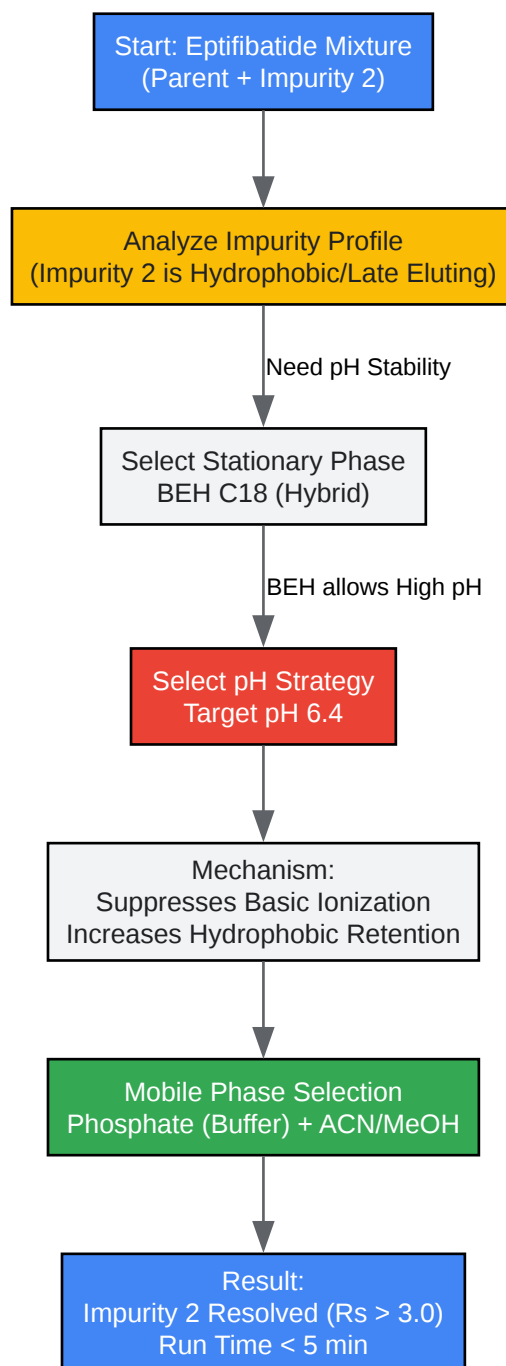 Start: Eptifibatide Mixture
(Parent + Impurity 2)
Analyze Impurity Profile
(Impurity 2 is Hydrophobic/Late Eluting)
Need pH Stability
Select Stationary Phase
BEH C18 (Hybrid)
BEH allows High pH
Select pH Strategy
Target pH 6.4
Mechanism:
Suppresses Basic Ionization
Increases Hydrophobic Retention
Mobile Phase Selection
Phosphate (Buffer) + ACN/MeOH
Result:
Impurity 2 Resolved (Rs > 3.0)
Run Time < 5 min